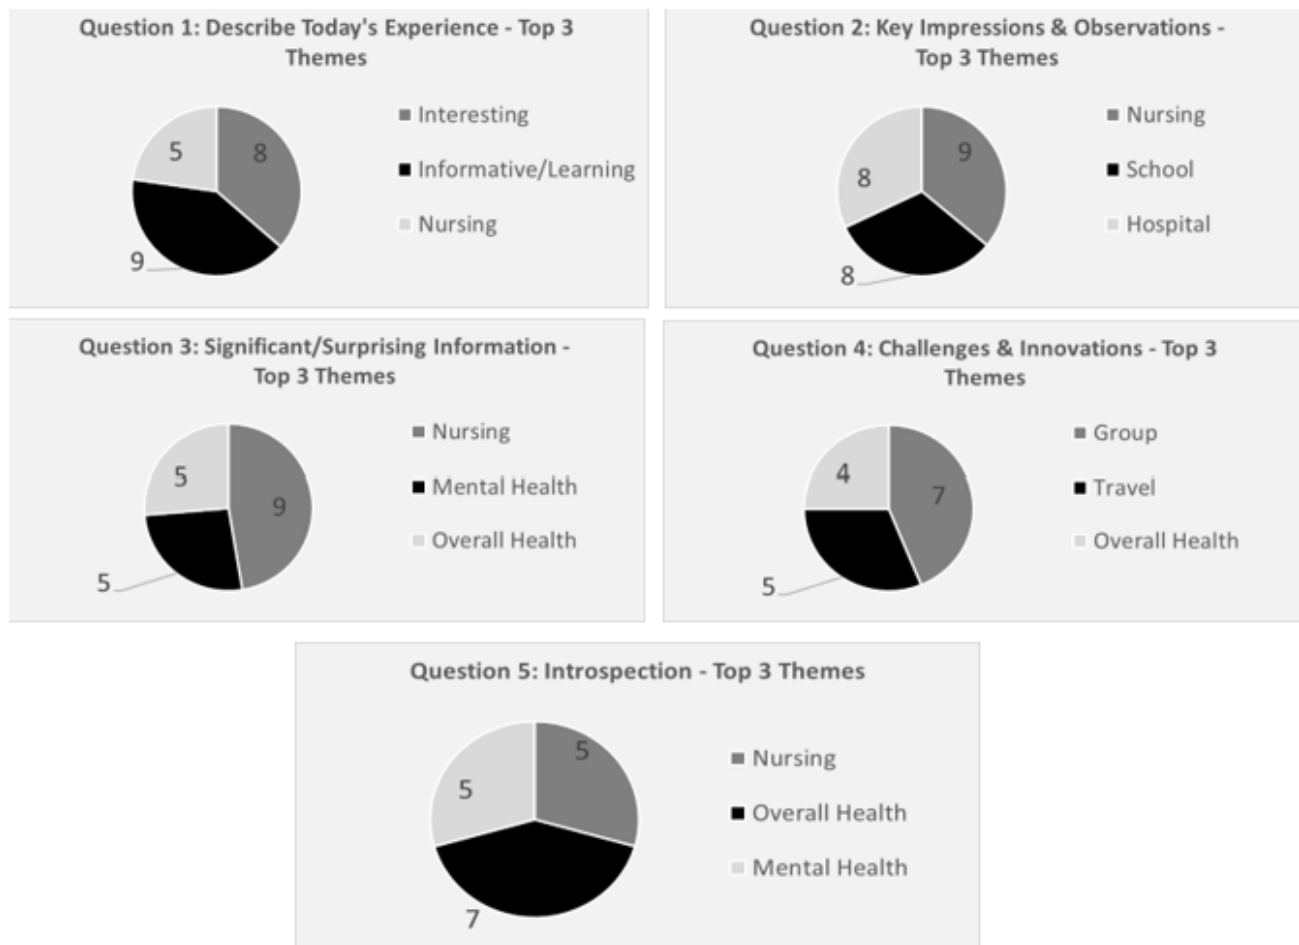 Question 1: Describe Today's Experience - Top 3
Themes
Interesting
Informative/Learning
Nursing
5
8
9
Question 2: Key Impressions & Observations -
Top 3 Themes
Nursing
School
Hospital
9
8
8
Question 3: Significant/Surprising Information -
Top 3 Themes
Nursing
Mental Health
Overall Health
5
9
5
Question 4: Challenges & Innovations - Top 3
Themes
Group
Travel
Overall Health
4
7
5
Question 5: Introspection - Top 3 Themes
Nursing
Overall Health
Mental Health
5
5
7